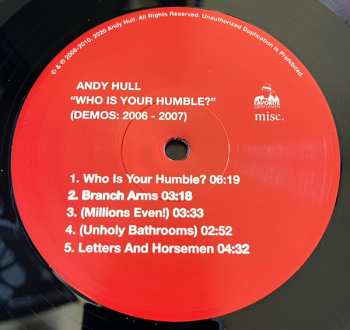 ℗ & © 2006-2010, 2020 Andy Hull. All Rights Reserved. Unauthorized Duplication is Prohibited.
ANDY HULL
"WHO IS YOUR HUMBLE?"
(DEMOS: 2006 - 2007)
FAVORITE
misc.
1. Who Is Your Humble? 06:19
2. Branch Arms 03:18
3. (Millions Even!) 03:33
4. (Unholy Bathrooms) 02:52
5. Letters And Horsemen 04:32